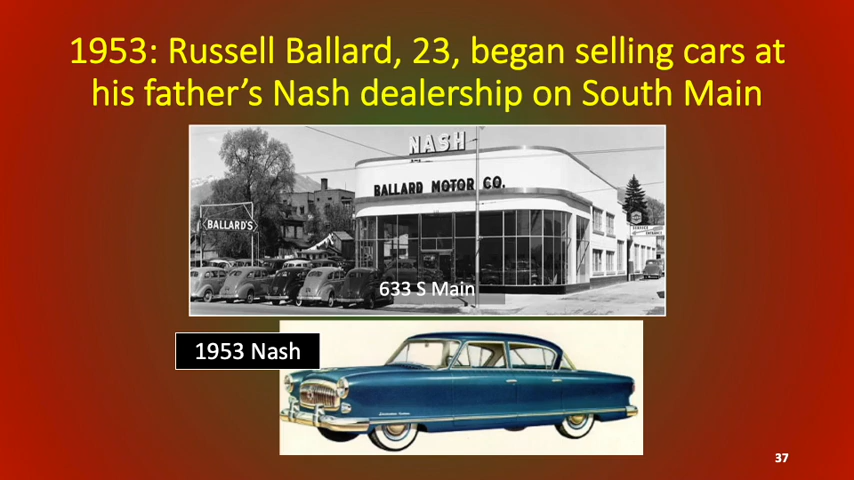 1953: Russell Ballard, 23, began selling cars at
his father’s Nash dealership on South Main
NASH
BALLARD MOTOR CO.
BALLARD'S
633 S Main
1953 Nash
37